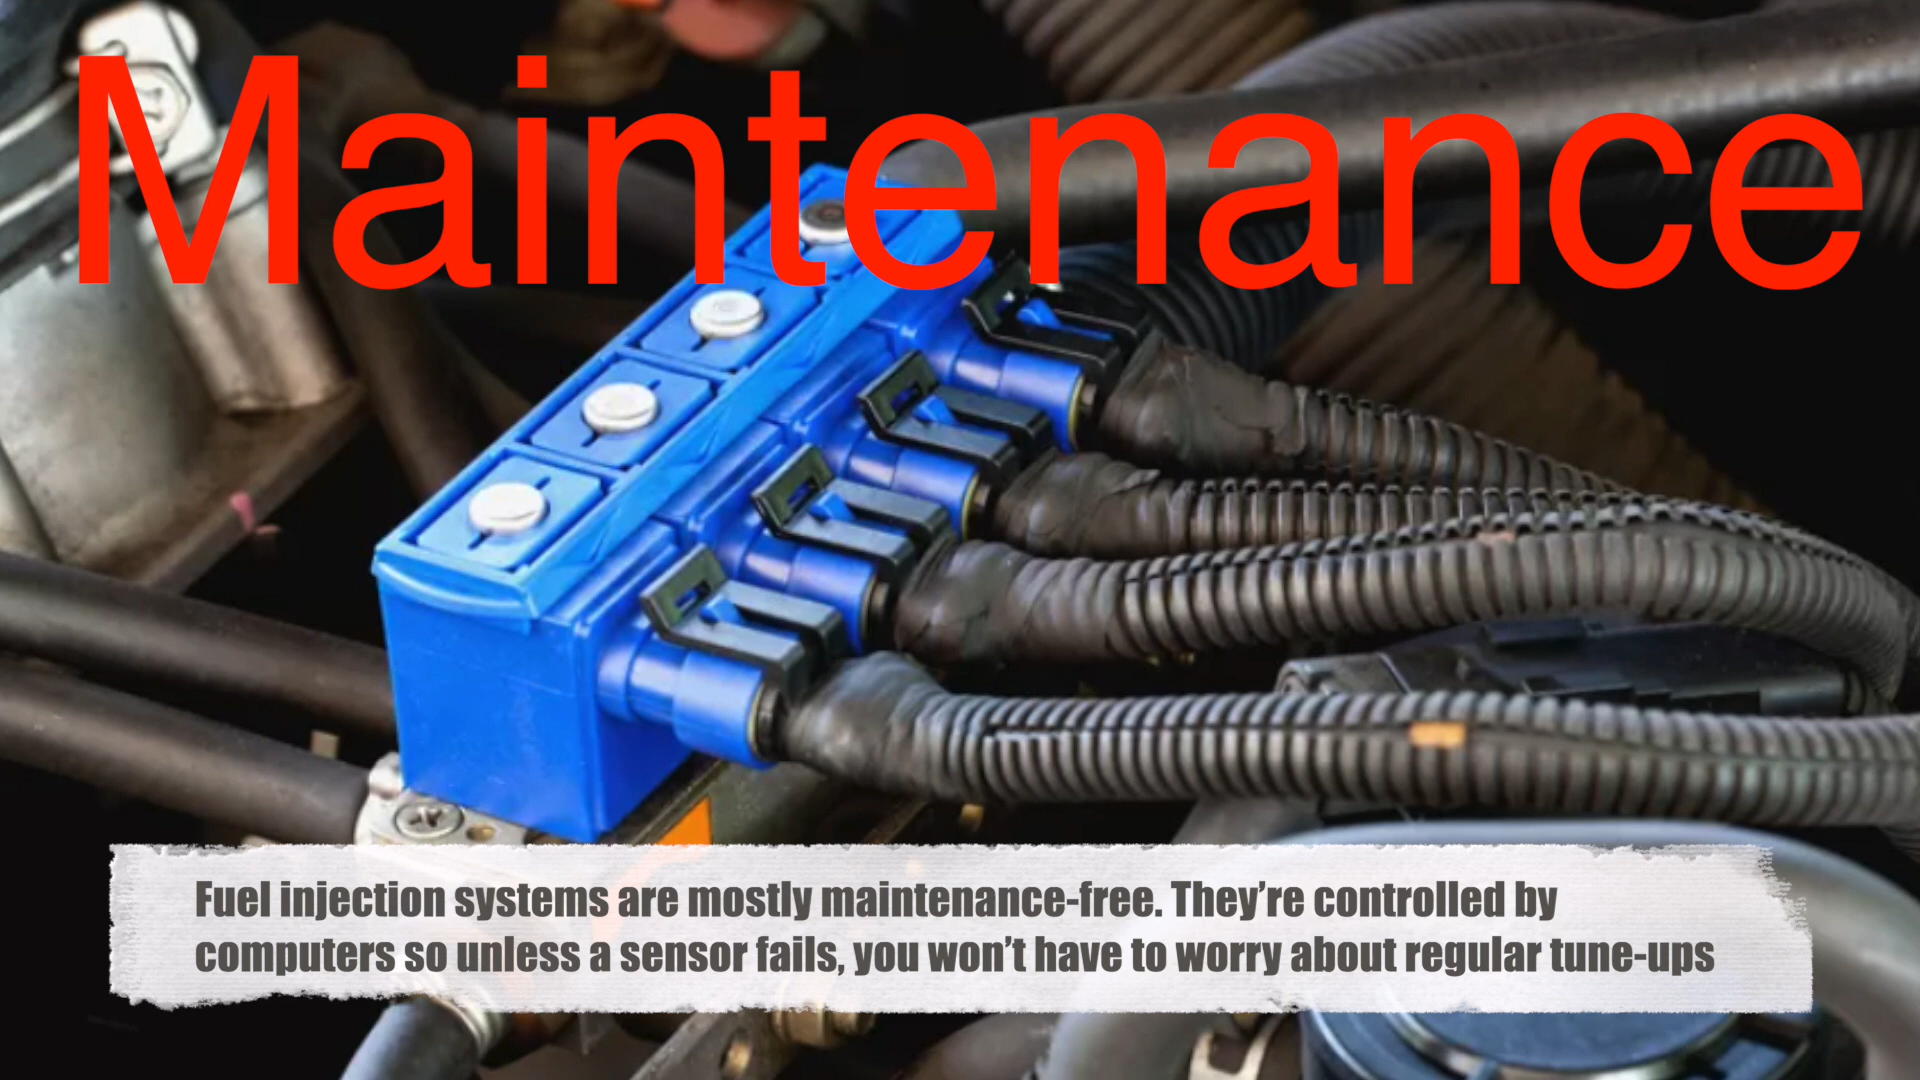 Maintenance
Fuel injection systems are mostly maintenance-free. They’re controlled by
computers so unless a sensor fails, you won’t have to worry about regular tune-ups